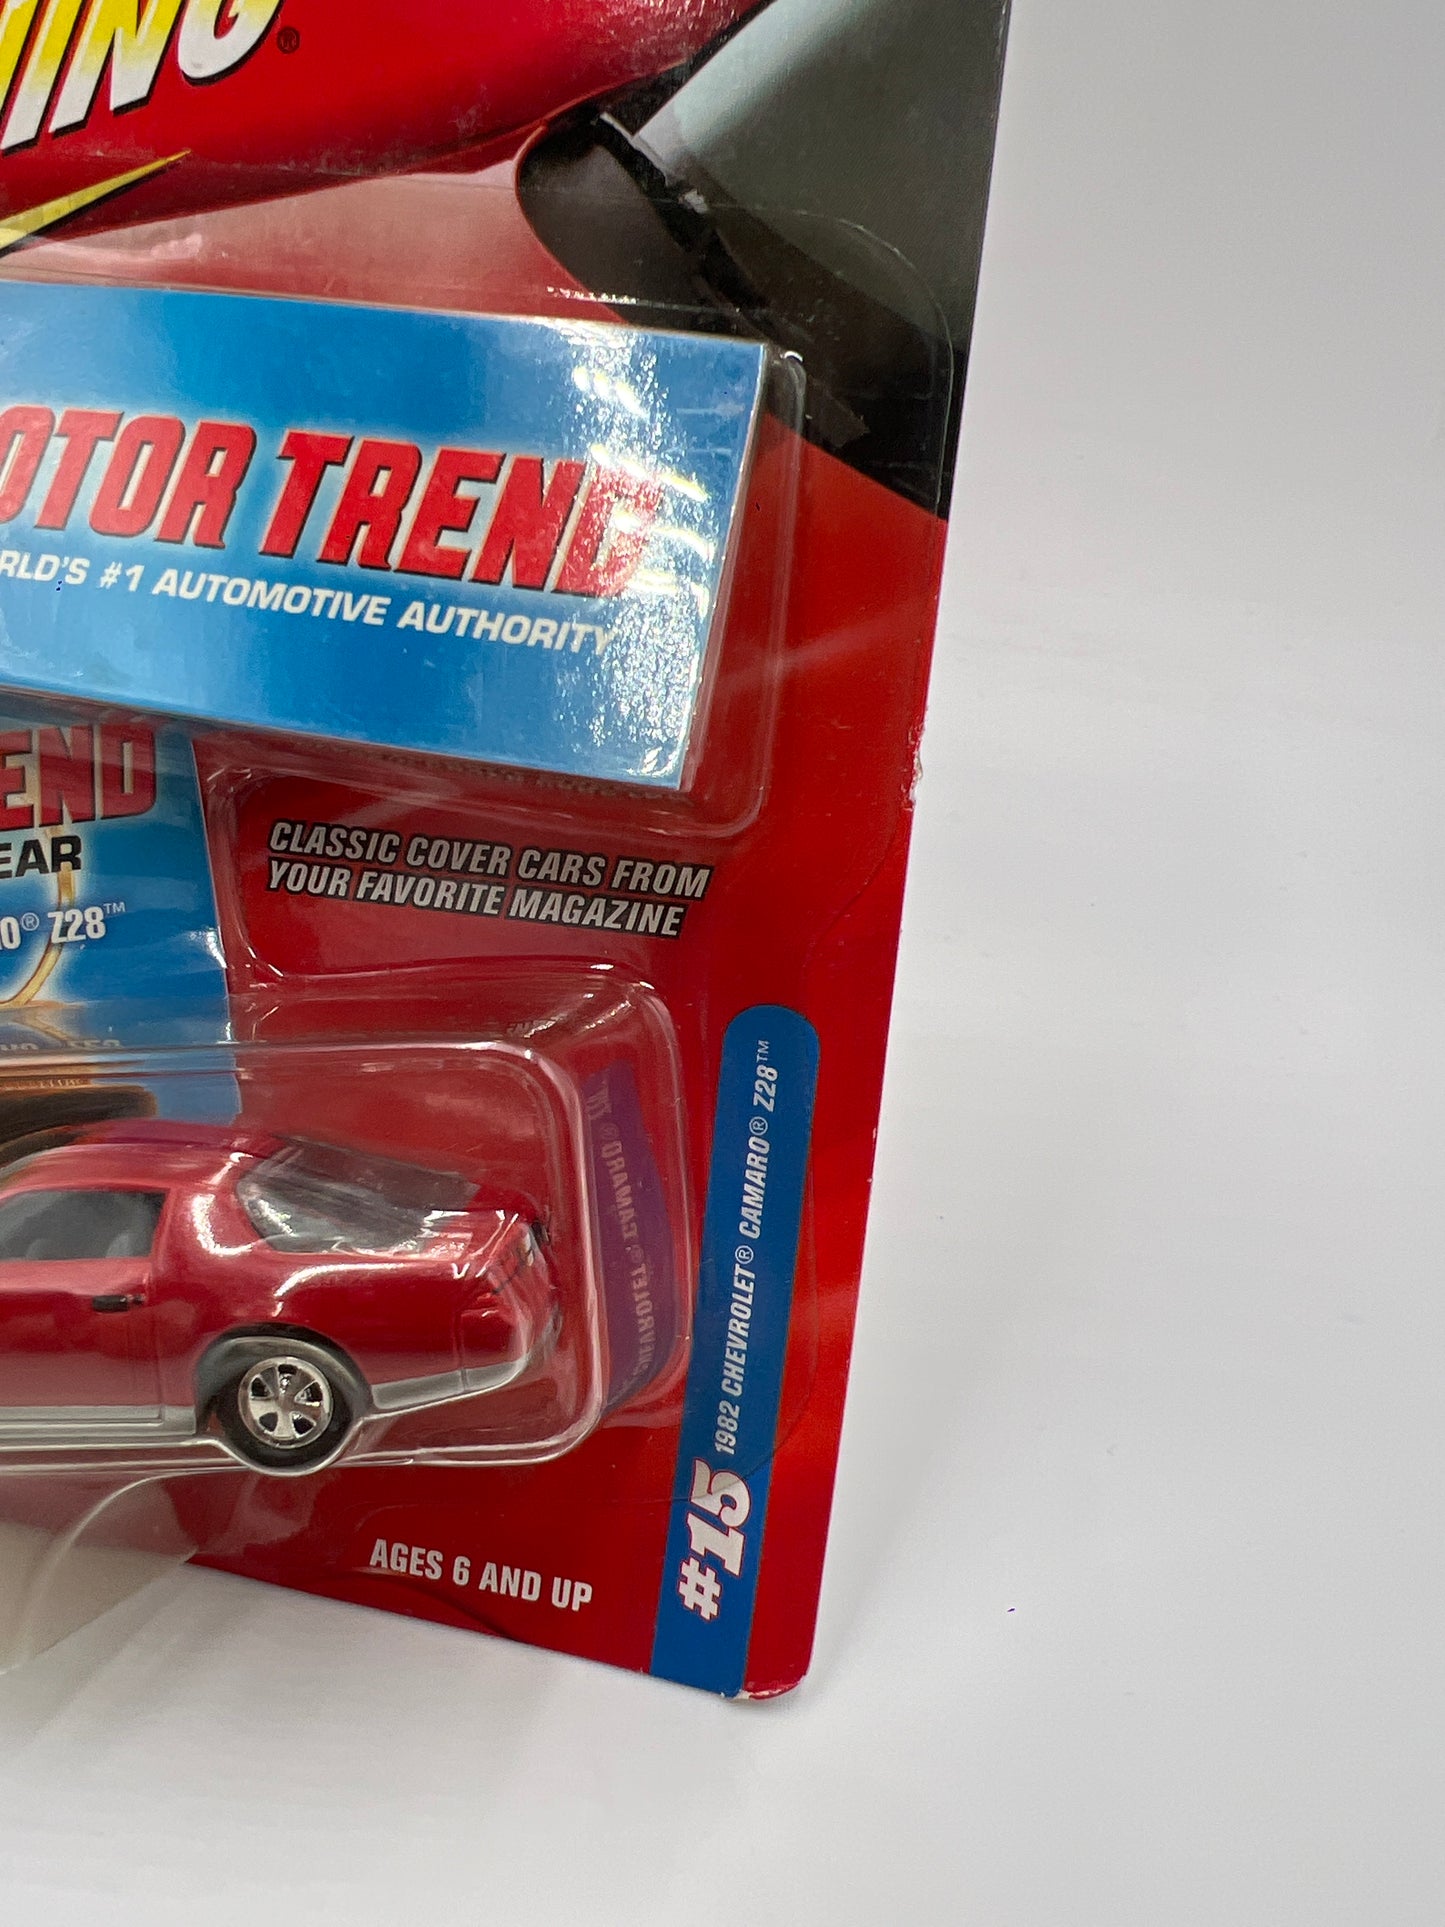 TING®
OTOR TREND
RLD'S #1 AUTOMOTIVE AUTHORITY
END
EAR
O® Z28™
CLASSIC COVER CARS FROM
YOUR FAVORITE MAGAZINE
#15 1982 CHEVROLET® CAMARO® Z28™
AGES 6 AND UP